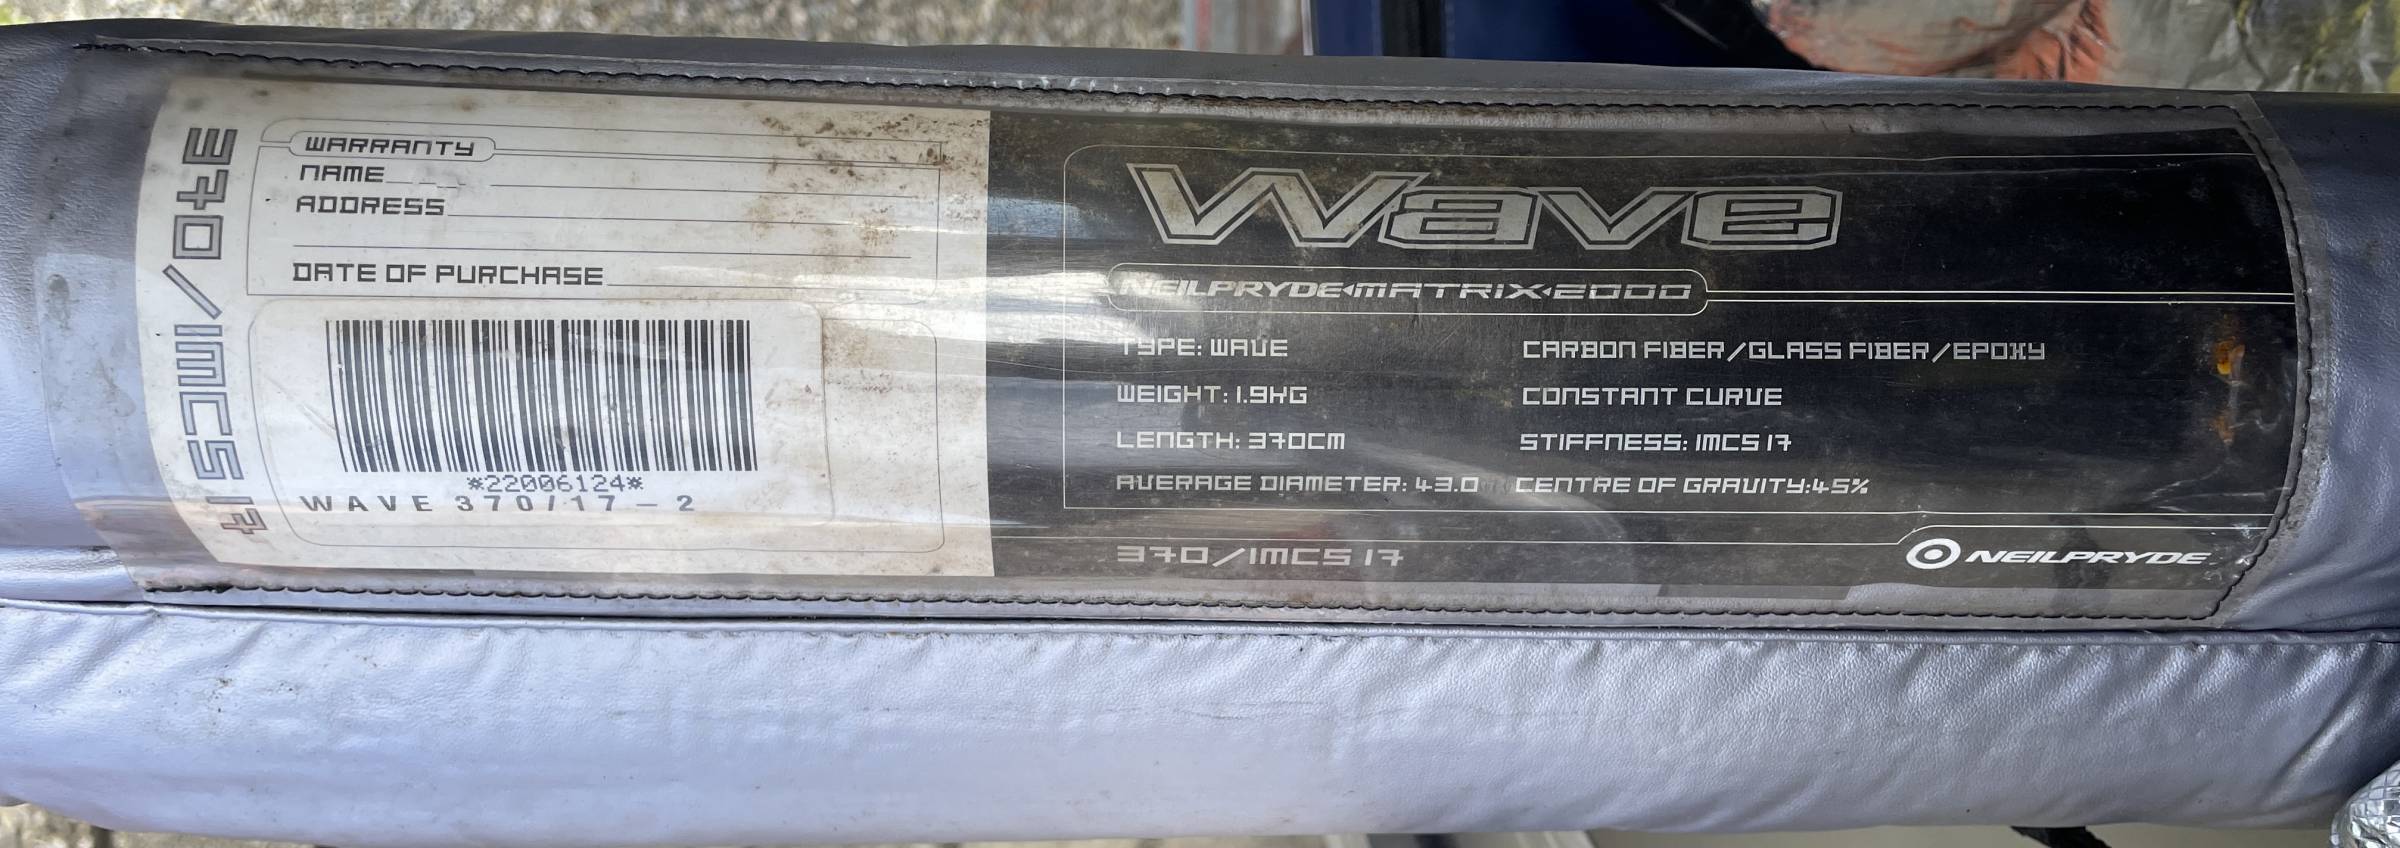 370/IMCS 17
WARRANTY
NAME
ADDRESS
DATE OF PURCHASE
*22006124*
WAVE 370/17-2
Wave
NEILPRYDE MATRIX 2000
TYPE: WAVE
WEIGHT: 1.9KG
LENGTH: 370CM
AVERAGE DIAMETER: 43.0
CARBON FIBER/GLASS FIBER/EPOXY
CONSTANT CURVE
STIFFNESS: IMCS 17
CENTRE OF GRAVITY:45%
370/IMCS 17
NEILPRYDE